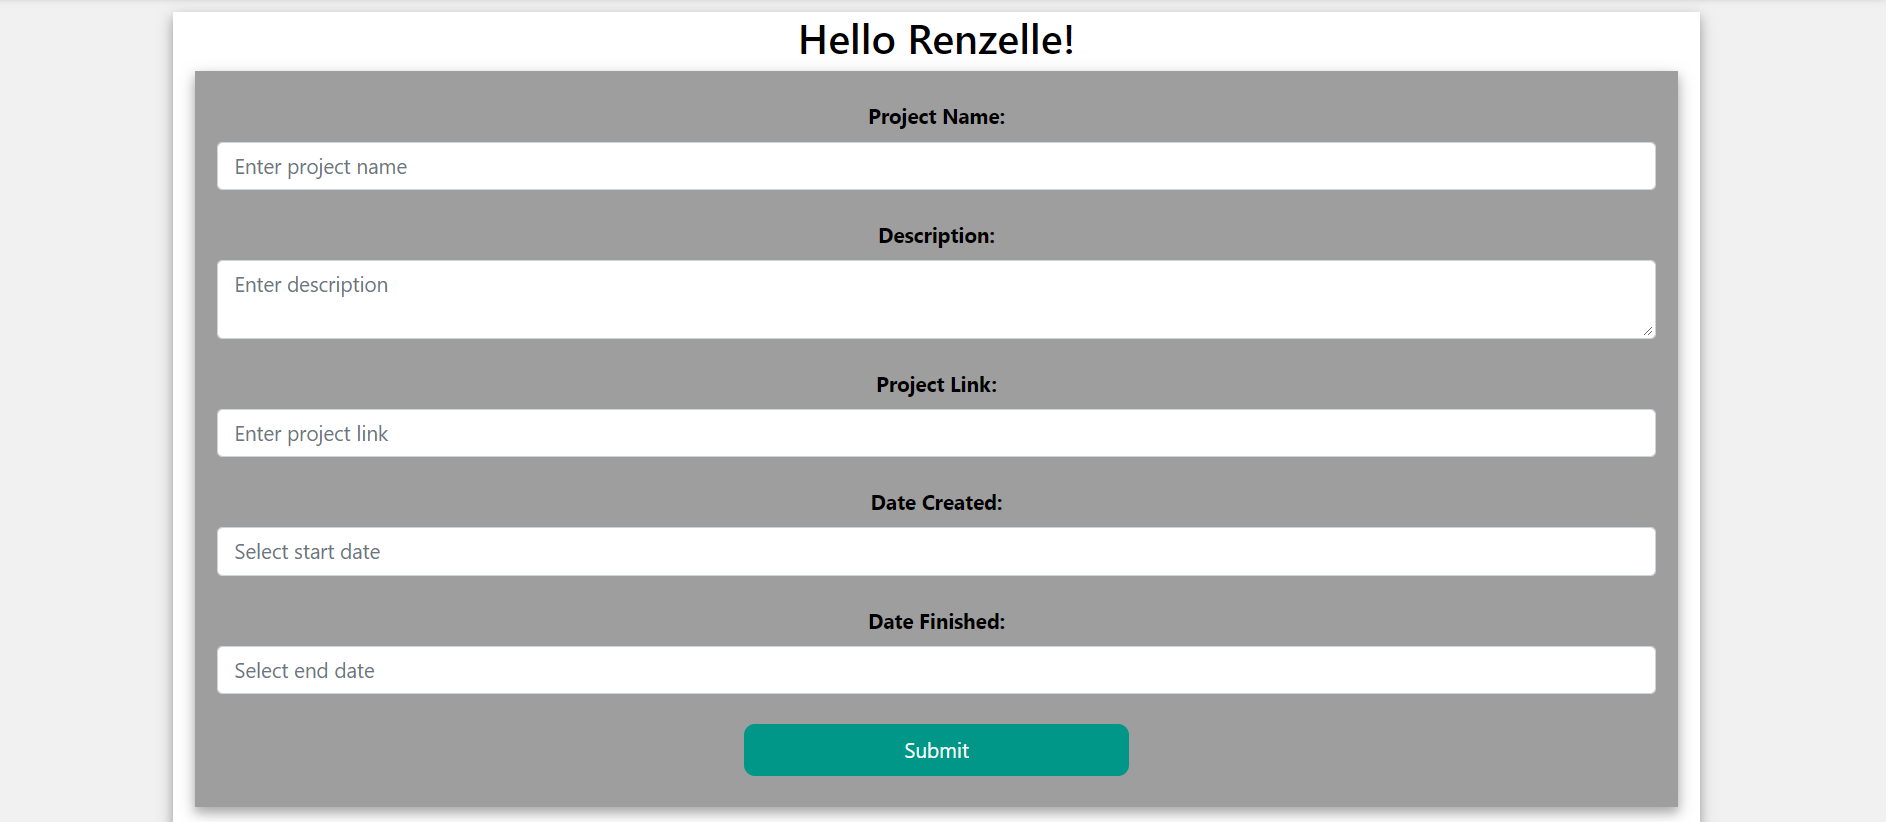 Hello Renzelle!
Project Name:
Enter project name
Description:
Enter description
Project Link:
Enter project link
Date Created:
Select start date
Date Finished:
Select end date
Submit